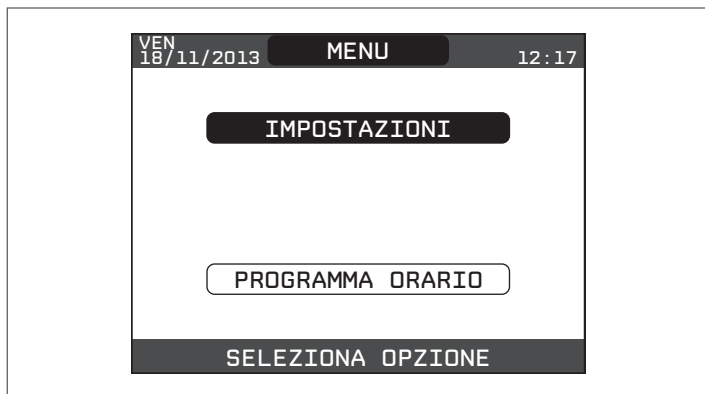 VEN
18/11/2013 MENU 12:17
IMPOSTAZIONI
PROGRAMMA ORARIO
SELEZIONA OPZIONE